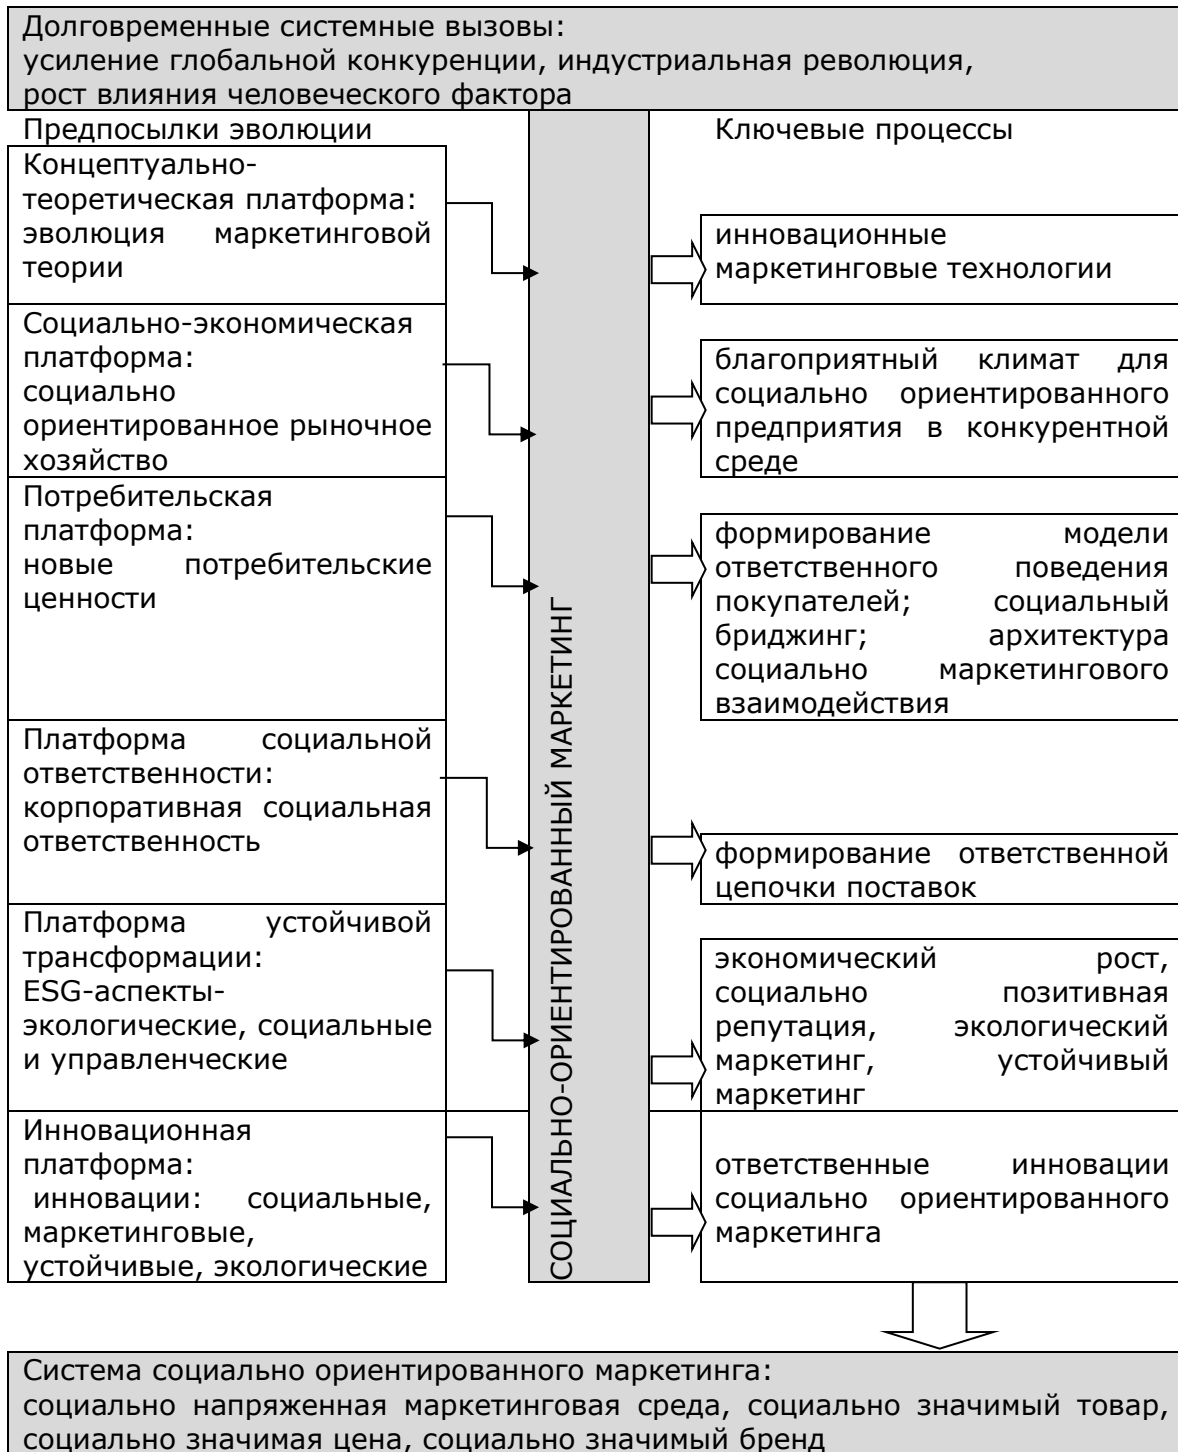 Долговременные системные вызовы:
усиление глобальной конкуренции, индустриальная революция,
рост влияния человеческого фактора
Предпосылки эволюции
Концептуально-
теоретическая платформа:
эволюция маркетинговой
теории
Социально-экономическая
платформа:
социально
ориентированное рыночное
хозяйство
Потребительская
платформа:
новые потребительские
ценности
Платформа социальной
ответственности:
корпоративная социальная
ответственность
Платформа устойчивой
трансформации:
ESG-аспекты-
экологические, социальные
и управленческие
Инновационная
платформа:
инновации: социальные,
маркетинговые,
устойчивые, экологические
СОЦИАЛЬНО-ОРИЕНТИРОВАННЫЙ МАРКЕТИНГ
Ключевые процессы
инновационные
маркетинговые технологии
благоприятный климат для
социально ориентированного
предприятия в конкурентной
среде
формирование модели
ответственного поведения
покупателей; социальный
бриджинг; архитектура
социально маркетингового
взаимодействия
формирование ответственной
цепочки поставок
экономический рост,
социально позитивная
репутация, экологический
маркетинг, устойчивый
маркетинг
ответственные инновации
социально ориентированного
маркетинга
Система социально ориентированного маркетинга:
социально напряженная маркетинговая среда, социально значимый товар,
социально значимая цена, социально значимый бренд